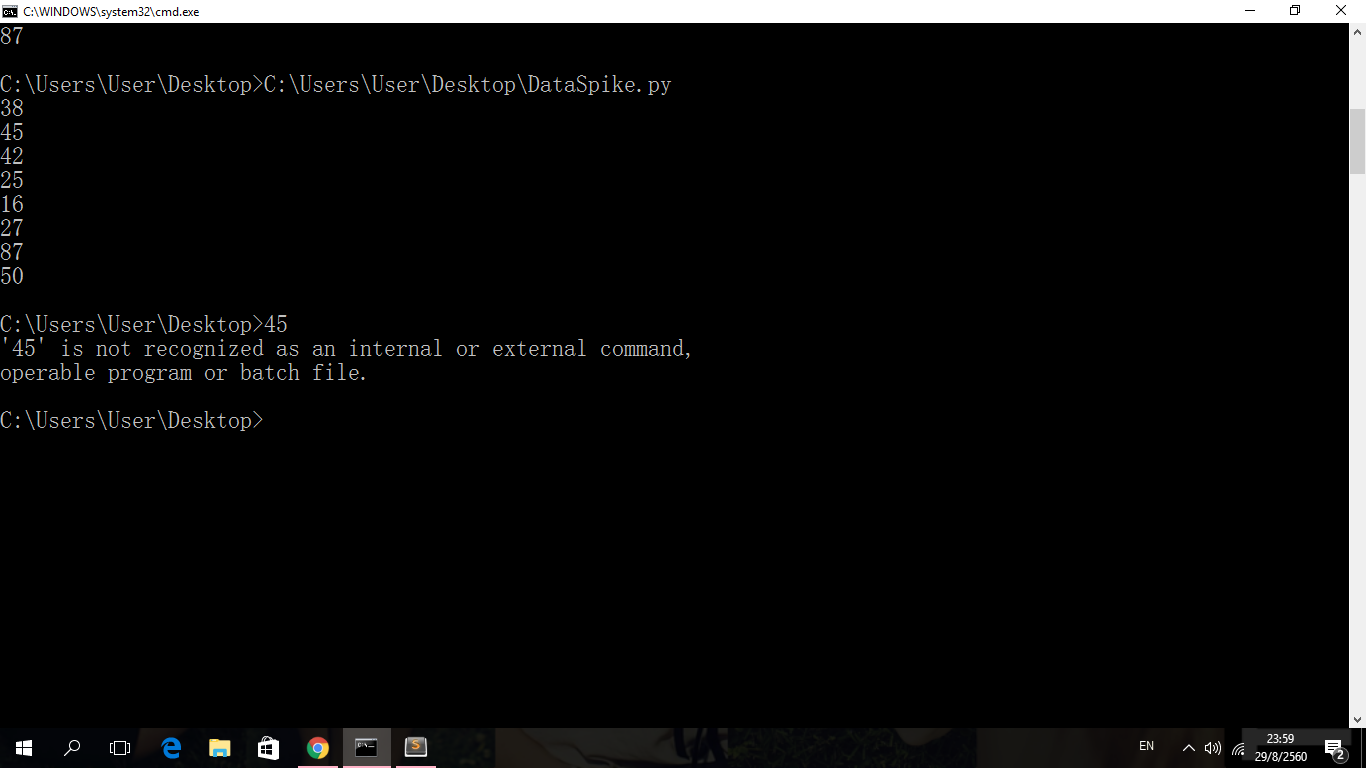 C:\WINDOWS\system32\cmd.exe
87
C:\Users\User\Desktop>C:\Users\User\Desktop\DataSpike.py
38
45
42
25
16
27
87
50
C:\Users\User\Desktop>45
'45' is not recognized as an internal or external command,
operable program or batch file.
C:\Users\User\Desktop>
EN
23:59
29/8/2560
2